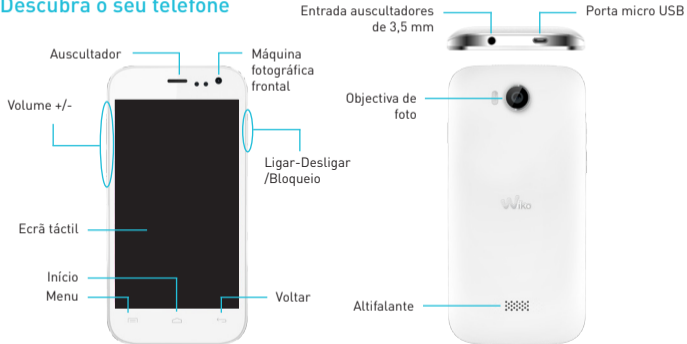 Descubra o seu telefone
Entrada auscultadores
de 3,5 mm
Porta micro USB
Auscultador
Máquina
fotográfica
frontal
Volume +/-
Objectiva de
foto
Ligar-Desligar
/Bloqueio
Wiko
Ecrã táctil
Início
Menu
Voltar
Altifalante